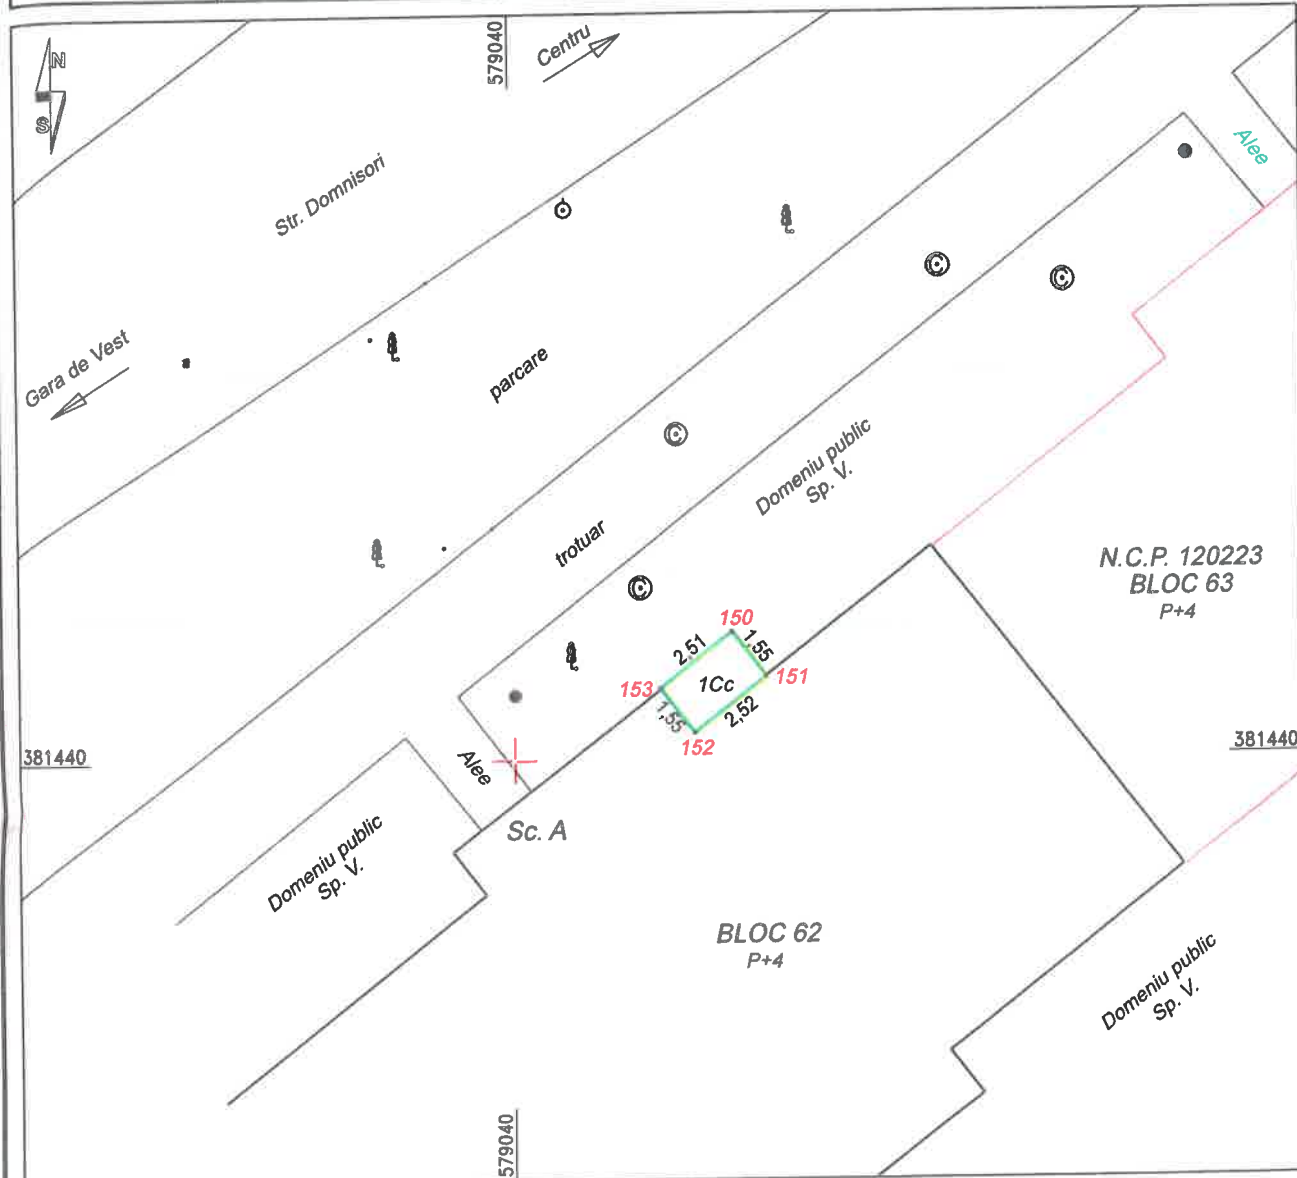 579040
Centru
N
S
Alee
Str. Domnisori
Gara de Vest
parcare
Domeniu public
Sp. V.
trotuar
N.C.P. 120223
BLOC 63
P+4
150
2,51
1,55
153
1Cc
151
1,55
2,52
152
381440
381440
Alee
Sc. A
Domeniu public
Sp. V.
BLOC 62
P+4
Domeniu public
Sp. V.
579040